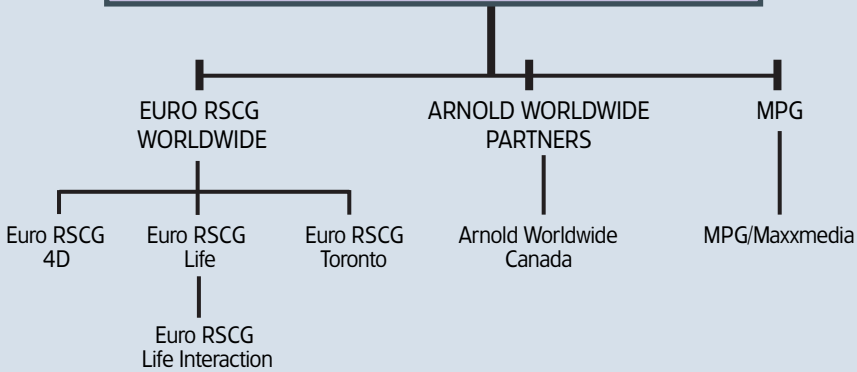 EURO RSCG
WORLDWIDE
ARNOLD WORLDWIDE
PARTNERS
MPG
Euro RSCG
4D
Euro RSCG
Life
Euro RSCG
Toronto
Arnold Worldwide
Canada
MPG/Maxxmedia
Euro RSCG
Life Interaction